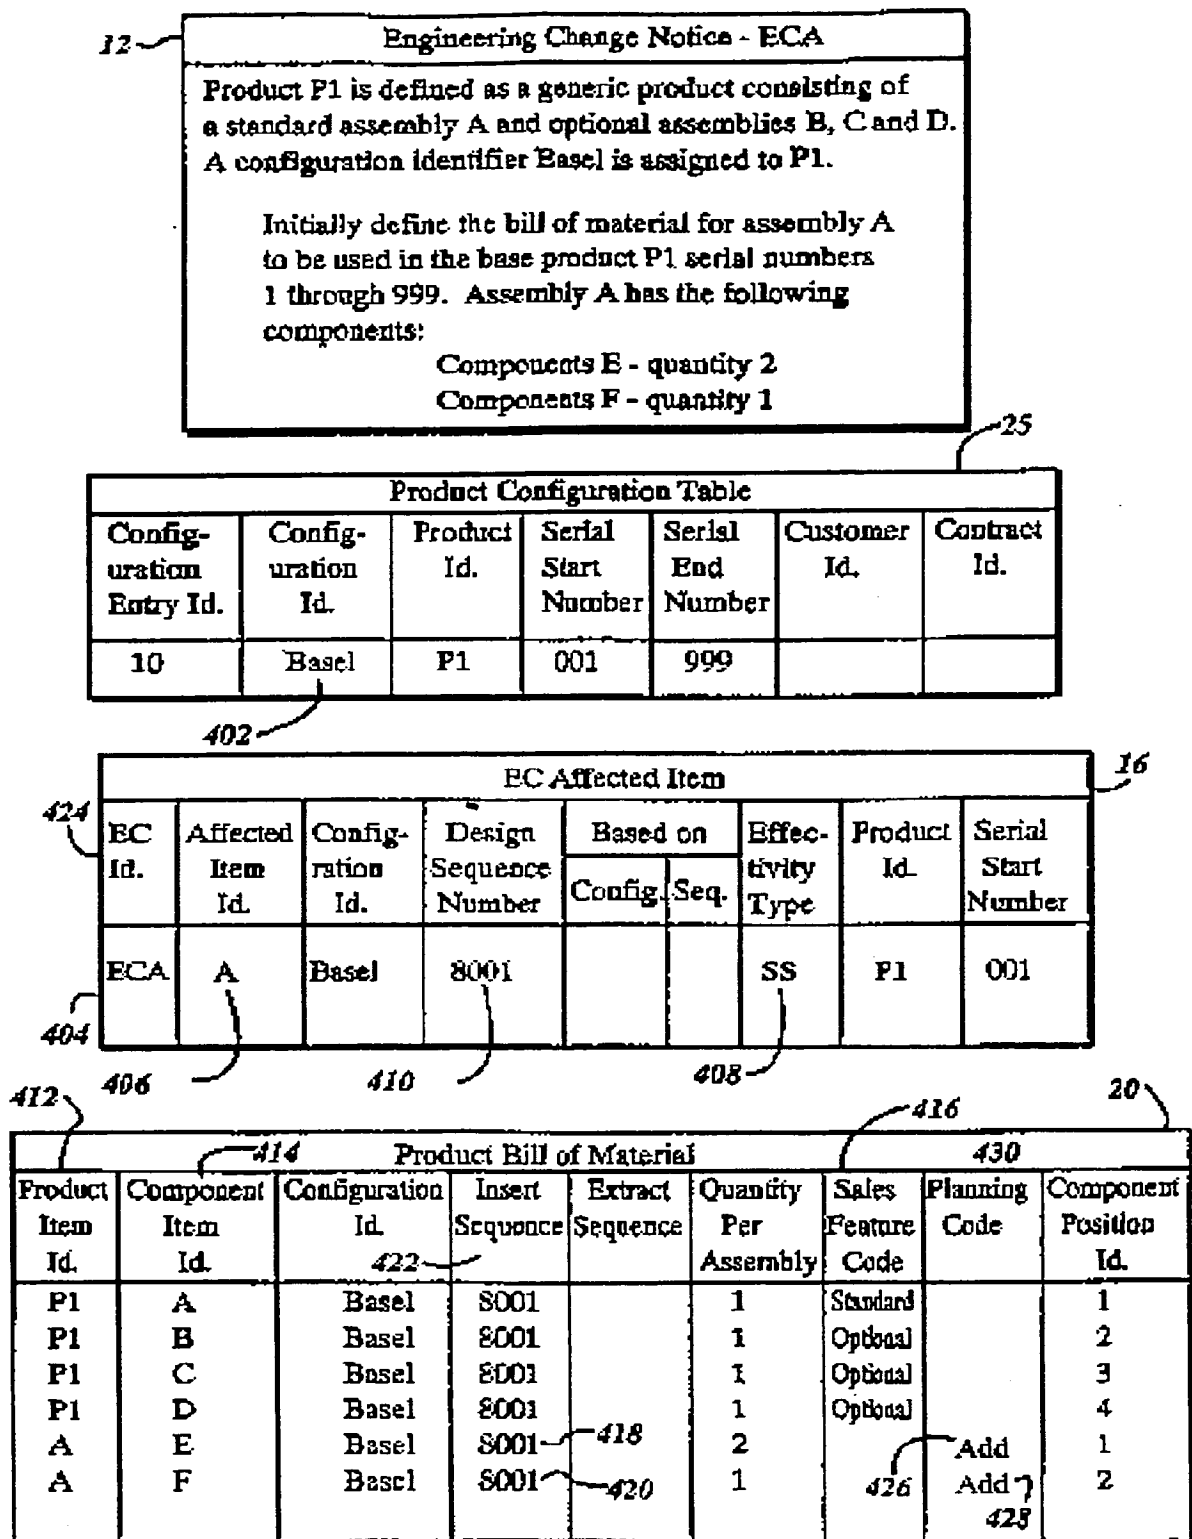 12
Engineering Change Notice - ECA
Product P1 is defined as a generic product consisting of
a standard assembly A and optional assemblies B, C and D.
A configuration identifier Basel is assigned to P1.
Initially define the bill of material for assembly A
to be used in the base product P1 serial numbers
1 through 999. Assembly A has the following
components:
Components E - quantity 2
Components F - quantity 1
25
Product Configuration Table
Config- Config- Product Serial Serial Customer Contract
uration uration Id. Start End Id. Id.
Entry Id. Id. Number Number
10 Basel P1 001 999
402
EC Affected Item
16
424
EC Affected Config- Design Based on Effec- Product Serial
Id. Item ration Sequence Config. Seq. tivity Id. Start
Id. Id. Number Type Number
ECA A Basel 8001 SS P1 001
404
406 410 408
412 414 416 20
Product Bill of Material 430
Product Component Configuration Insert Extract Quantity Sales Planning Component
Item Item Id. Sequence Sequence Per Feature Code Position
Id. Id. 422 Assembly Code Id.
P1 A Basel 8001 1 Standard 1
P1 B Basel 8001 1 Optional 2
P1 C Basel 8001 1 Optional 3
P1 D Basel 8001 1 Optional 4
A E Basel 8001 418 2 Add 1
A F Basel 8001 420 1 426 Add 2
428